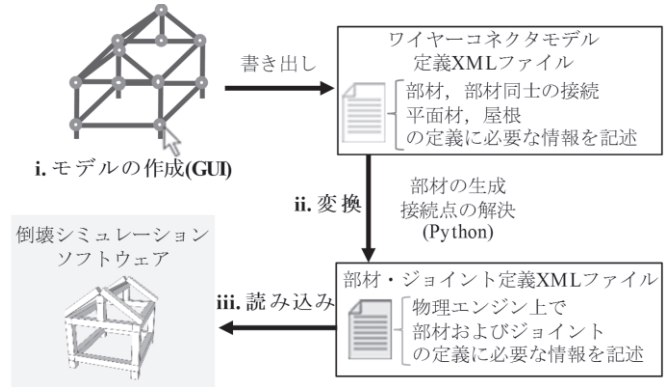 書き出し
i. モデルの作成(GUI)
ワイヤーコネクタモデル
定義XMLファイル
部材，部材同士の接続
平面材，屋根
の定義に必要な情報を記述
ii. 変換
部材の生成
接続点の解決
(Python)
部材・ジョイント定義XMLファイル
物理エンジン上で
部材およびジョイント
の定義に必要な情報を記述
iii. 読み込み
倒壊シミュレーション
ソフトウェア